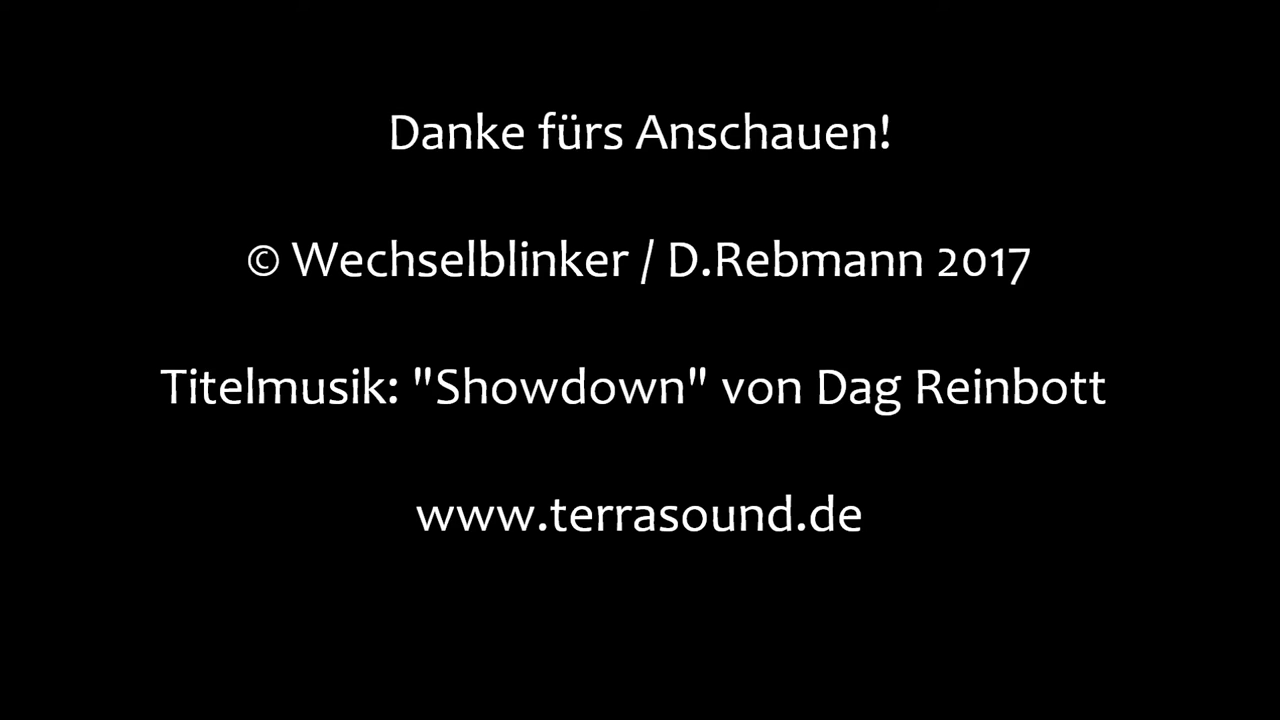 Danke fürs Anschauen!
© Wechselblinker / D.Rebmann 2017
Titelmusik: "Showdown" von Dag Reinbott
www.terrasound.de